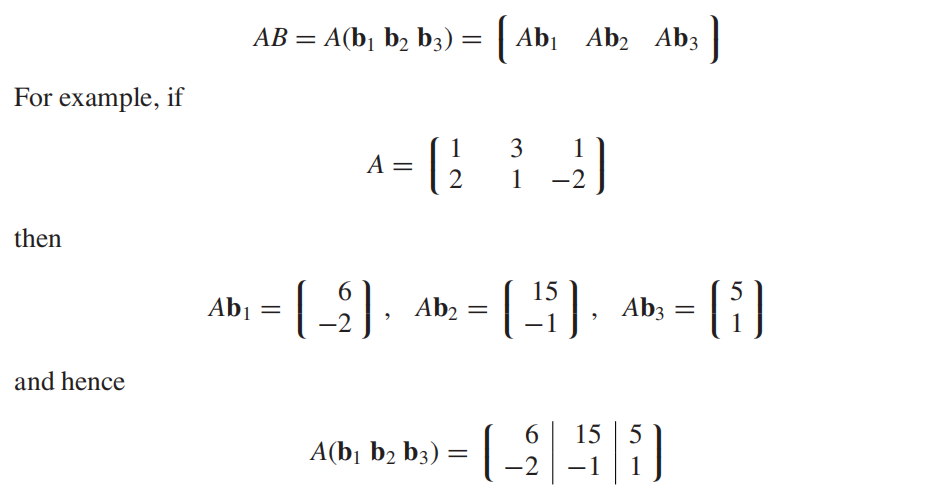 AB = A(b₁ b₂ b₃) = ( Ab₁ Ab₂ Ab₃ )
For example, if
A = ( 1 3 1
2 1 −2 )
then
Ab₁ = ( 6
−2 ), Ab₂ = ( 15
−1 ), Ab₃ = ( 5
1 )
and hence
A(b₁ b₂ b₃) = ( 6 | 15 | 5
−2 | −1 | 1 )